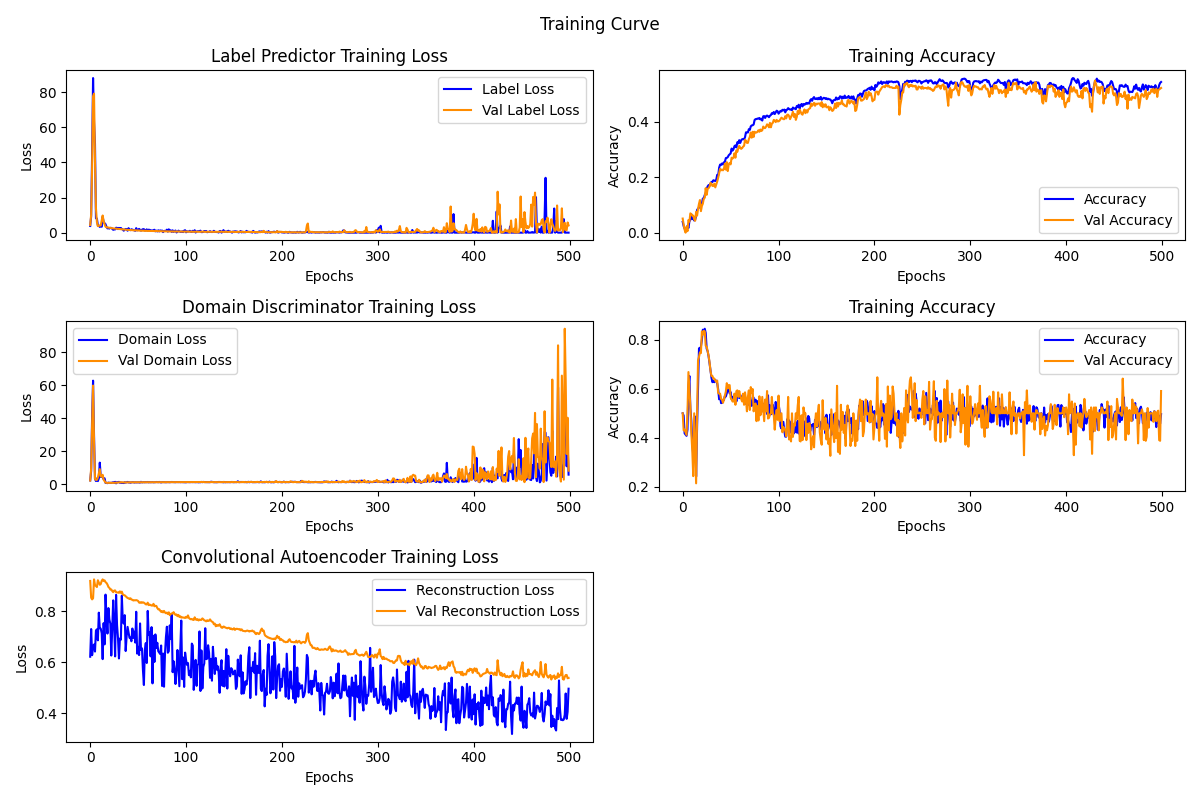 Training Curve
Label Predictor Training Loss
Loss
80
60
40
20
0
Label Loss
Val Label Loss
0 100 200 300 400 500
Epochs
Training Accuracy
Accuracy
0.4
0.2
0.0
Accuracy
Val Accuracy
0 100 200 300 400 500
Epochs
Domain Discriminator Training Loss
Loss
80
60
40
20
0
Domain Loss
Val Domain Loss
0 100 200 300 400 500
Epochs
Training Accuracy
Accuracy
0.8
0.6
0.4
0.2
Accuracy
Val Accuracy
0 100 200 300 400 500
Epochs
Convolutional Autoencoder Training Loss
Loss
0.8
0.6
0.4
Reconstruction Loss
Val Reconstruction Loss
0 100 200 300 400 500
Epochs